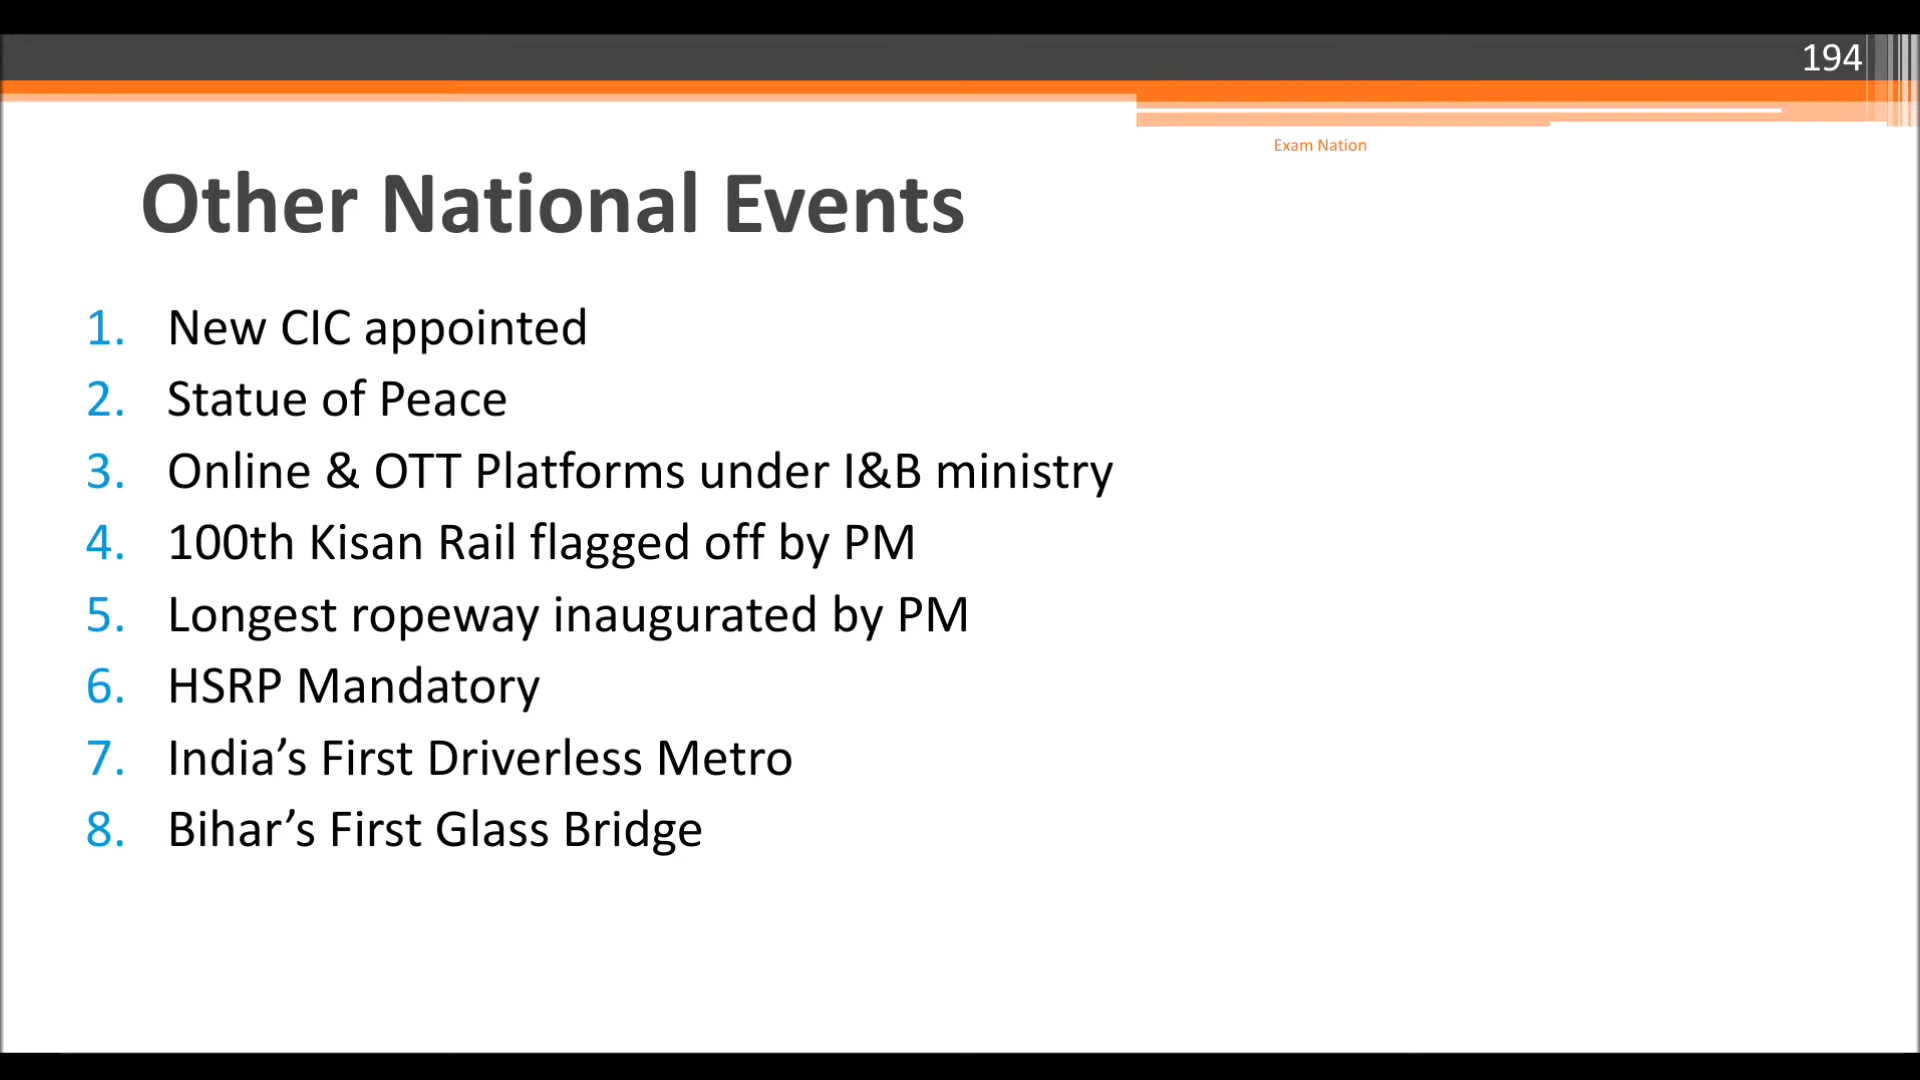 194
Exam Nation
Other National Events
1. New CIC appointed
2. Statue of Peace
3. Online & OTT Platforms under I&B ministry
4. 100th Kisan Rail flagged off by PM
5. Longest ropeway inaugurated by PM
6. HSRP Mandatory
7. India’s First Driverless Metro
8. Bihar’s First Glass Bridge